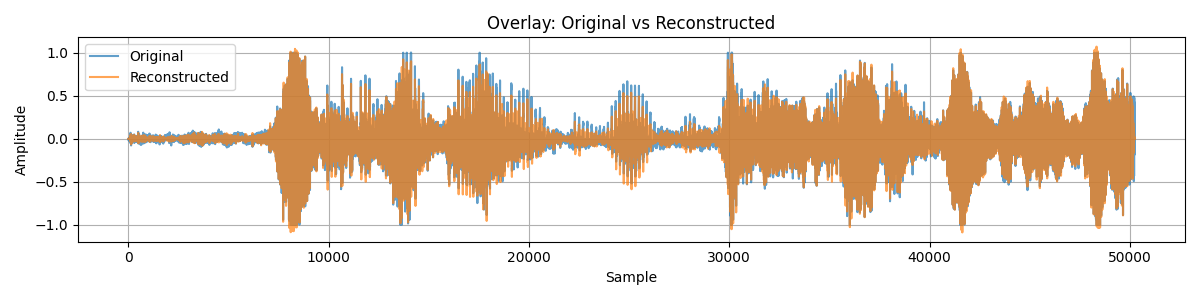 Overlay: Original vs Reconstructed
Original
Reconstructed
1.0
0.5
0.0
−0.5
−1.0
Amplitude
0
10000
20000
30000
40000
50000
Sample